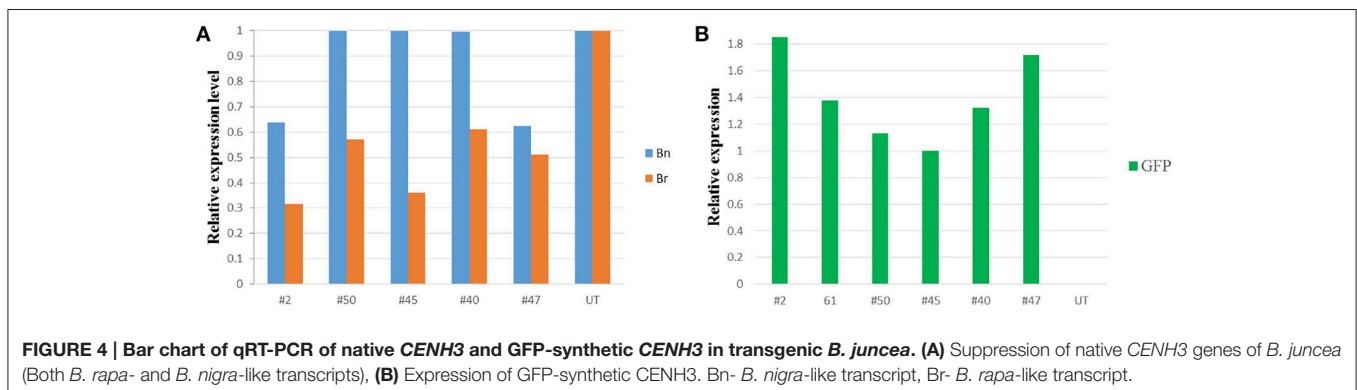 A
Relative expression level
1
0.9
0.8
0.7
0.6
0.5
0.4
0.3
0.2
0.1
0
#2 #50 #45 #40 #47 UT
Bn
Br
B
Relative expression
1.8
1.6
1.4
1.2
1
0.8
0.6
0.4
0.2
0
#2 61 #50 #45 #40 #47 UT
GFP
FIGURE 4 | Bar chart of qRT-PCR of native CENH3 and GFP-synthetic CENH3 in transgenic B. juncea. (A) Suppression of native CENH3 genes of B. juncea
(Both B. rapa- and B. nigra-like transcripts), (B) Expression of GFP-synthetic CENH3. Bn- B. nigra-like transcript, Br- B. rapa-like transcript.